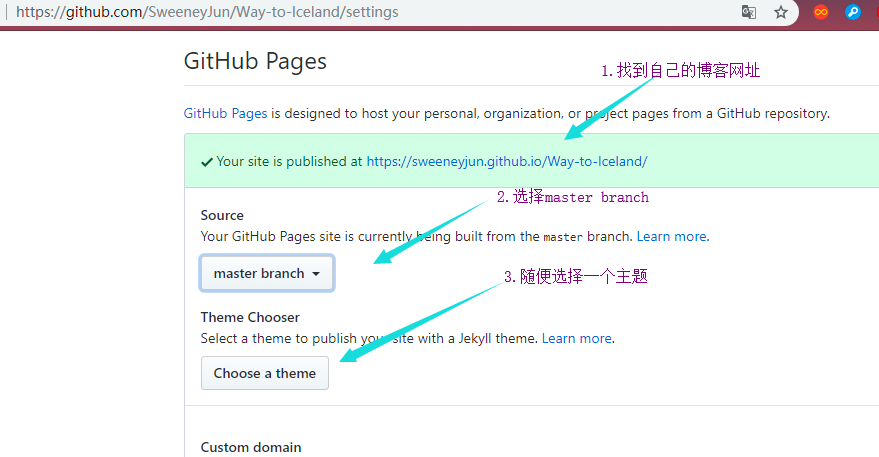 https://github.com/SweeneyJun/Way-to-Iceland/settings
GitHub Pages
1.找到自己的博客网址
GitHub Pages is designed to host your personal, organization, or project pages from a GitHub repository.
Your site is published at https://sweeneyjun.github.io/Way-to-Iceland/
2.选择master branch
Source
Your GitHub Pages site is currently being built from the master branch. Learn more.
master branch
3.随便选择一个主题
Theme Chooser
Select a theme to publish your site with a Jekyll theme. Learn more.
Choose a theme
Custom domain